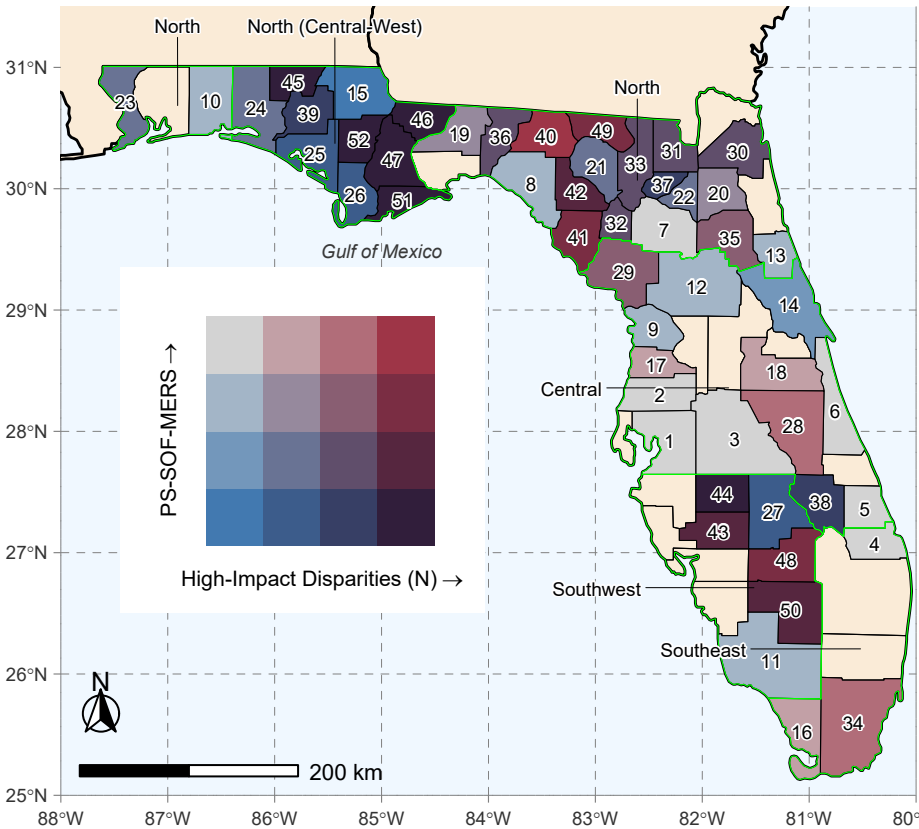 North
North (Central-West)
North
31°N
30°N
29°N
28°N
27°N
26°N
25°N
23
10
24
45
39
15
25
26
52
47
46
51
19
36
40
49
8
42
21
33
31
30
37
22
20
41
32
7
35
13
Gulf of Mexico
29
12
14
9
17
18
Central
2
6
1
3
28
44
27
38
5
43
4
48
Southwest
50
Southeast
11
16
34
PS-SOF-MERS →
High-Impact Disparities (N) →
N
200 km
88°W
87°W
86°W
85°W
84°W
83°W
82°W
81°W
80°